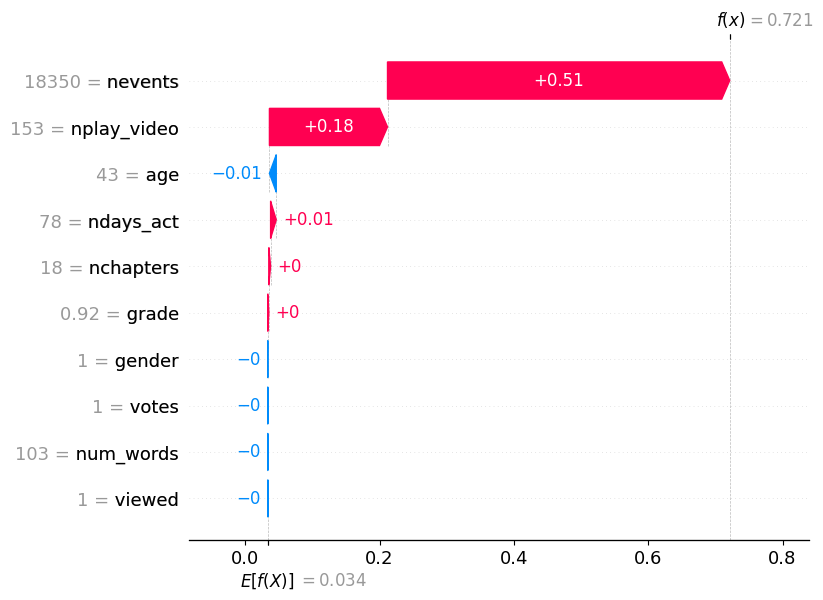 f(x) = 0.721
18350 = nevents
+0.51
153 = nplay_video
+0.18
43 = age
−0.01
78 = ndays_act
+0.01
18 = nchapters
+0
0.92 = grade
+0
1 = gender
−0
1 = votes
−0
103 = num_words
−0
1 = viewed
−0
0.0 0.2 0.4 0.6 0.8
E[f(X)] = 0.034